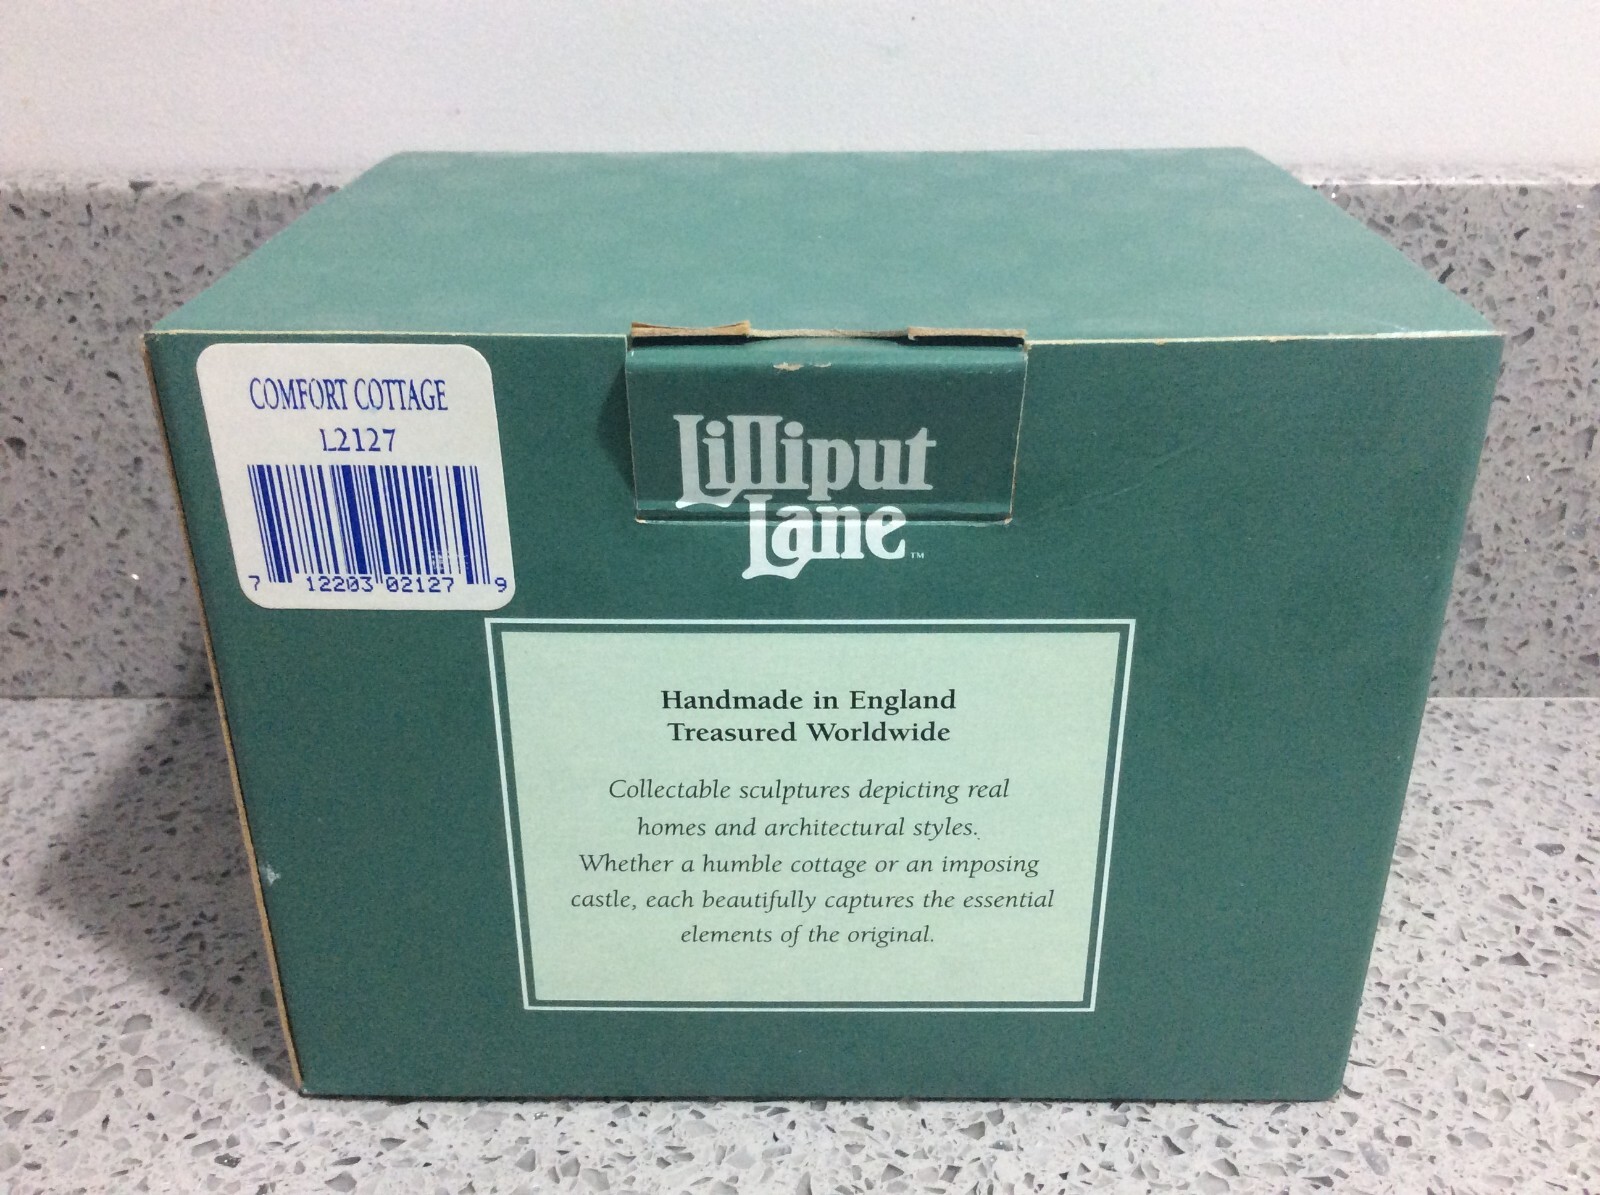 COMFORT COTTAGE
L2127
7 12203 02127 9
Lilliput
Lane™
Handmade in England
Treasured Worldwide
Collectable sculptures depicting real
homes and architectural styles.
Whether a humble cottage or an imposing
castle, each beautifully captures the essential
elements of the original.